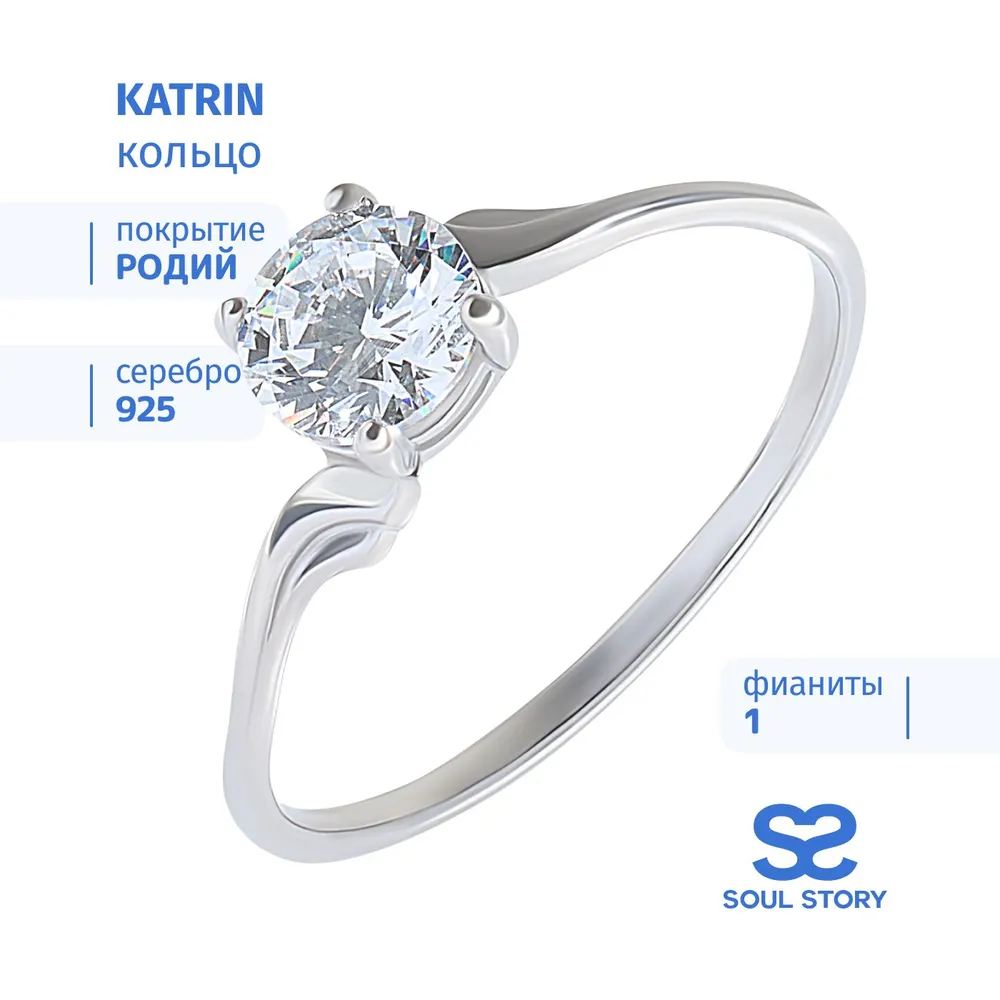 KATRIN
кольцо
покрытие
РОДИЙ
серебро
925
фианиты
1
SOUL STORY